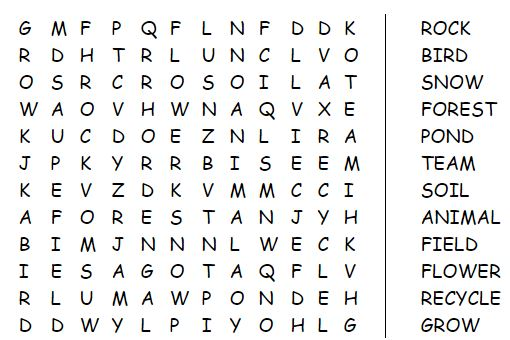 G M F P Q F L N F D D K ROCK
R D H T R L U N C L V O BIRD
O S R C R O S O I L A T SNOW
W A O V H W N A Q V X E FOREST
K U C D O E Z N L I R A POND
J P K Y R R B I S E E M TEAM
K E V Z D K V M M C C I SOIL
A F O R E S T A N J Y H ANIMAL
B I M J N N N L W E C K FIELD
I E S A G O T A Q F L V FLOWER
R L U M A W P O N D E H RECYCLE
D D W Y L P I Y O H L G GROW